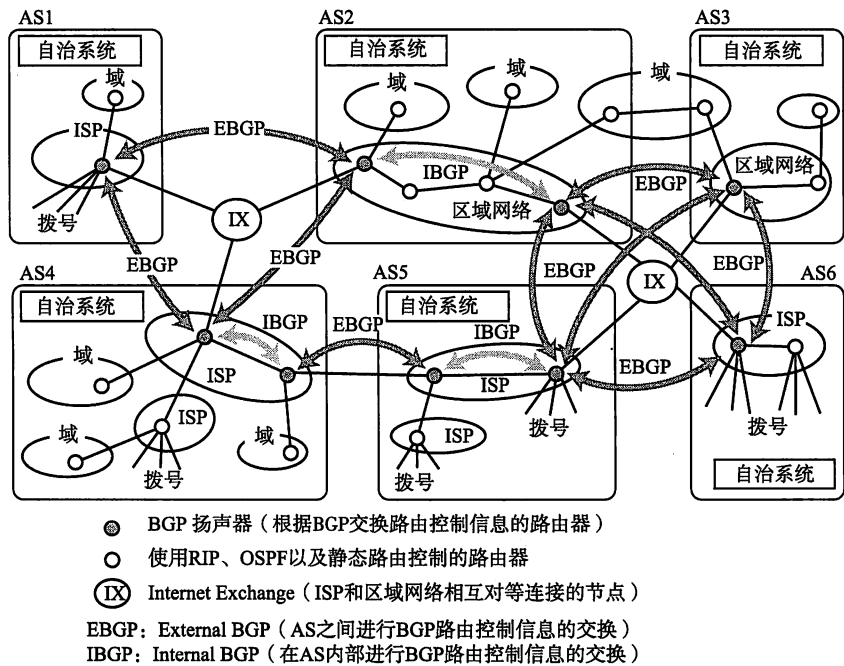 AS1
AS2
AS3
自治系统
自治系统
自治系统
域
域
域
域
ISP
EBGP
IBGP
EBGP
区域网络
区域网络
拨号
IX
EBGP
EBGP
EBGP
EBGP
IX
AS4
AS5
AS6
自治系统
自治系统
IBGP
EBGP
IBGP
ISP
域
ISP
ISP
EBGP
域
ISP
域
ISP
拨号
拨号
拨号
自治系统
BGP 扬声器（根据BGP交换路由控制信息的路由器）
使用RIP、OSPF以及静态路由控制的路由器
IX Internet Exchange（ISP和区域网络相互对等连接的节点）
EBGP：External BGP（AS之间进行BGP路由控制信息的交换）
IBGP：Internal BGP（在AS内部进行BGP路由控制信息的交换）